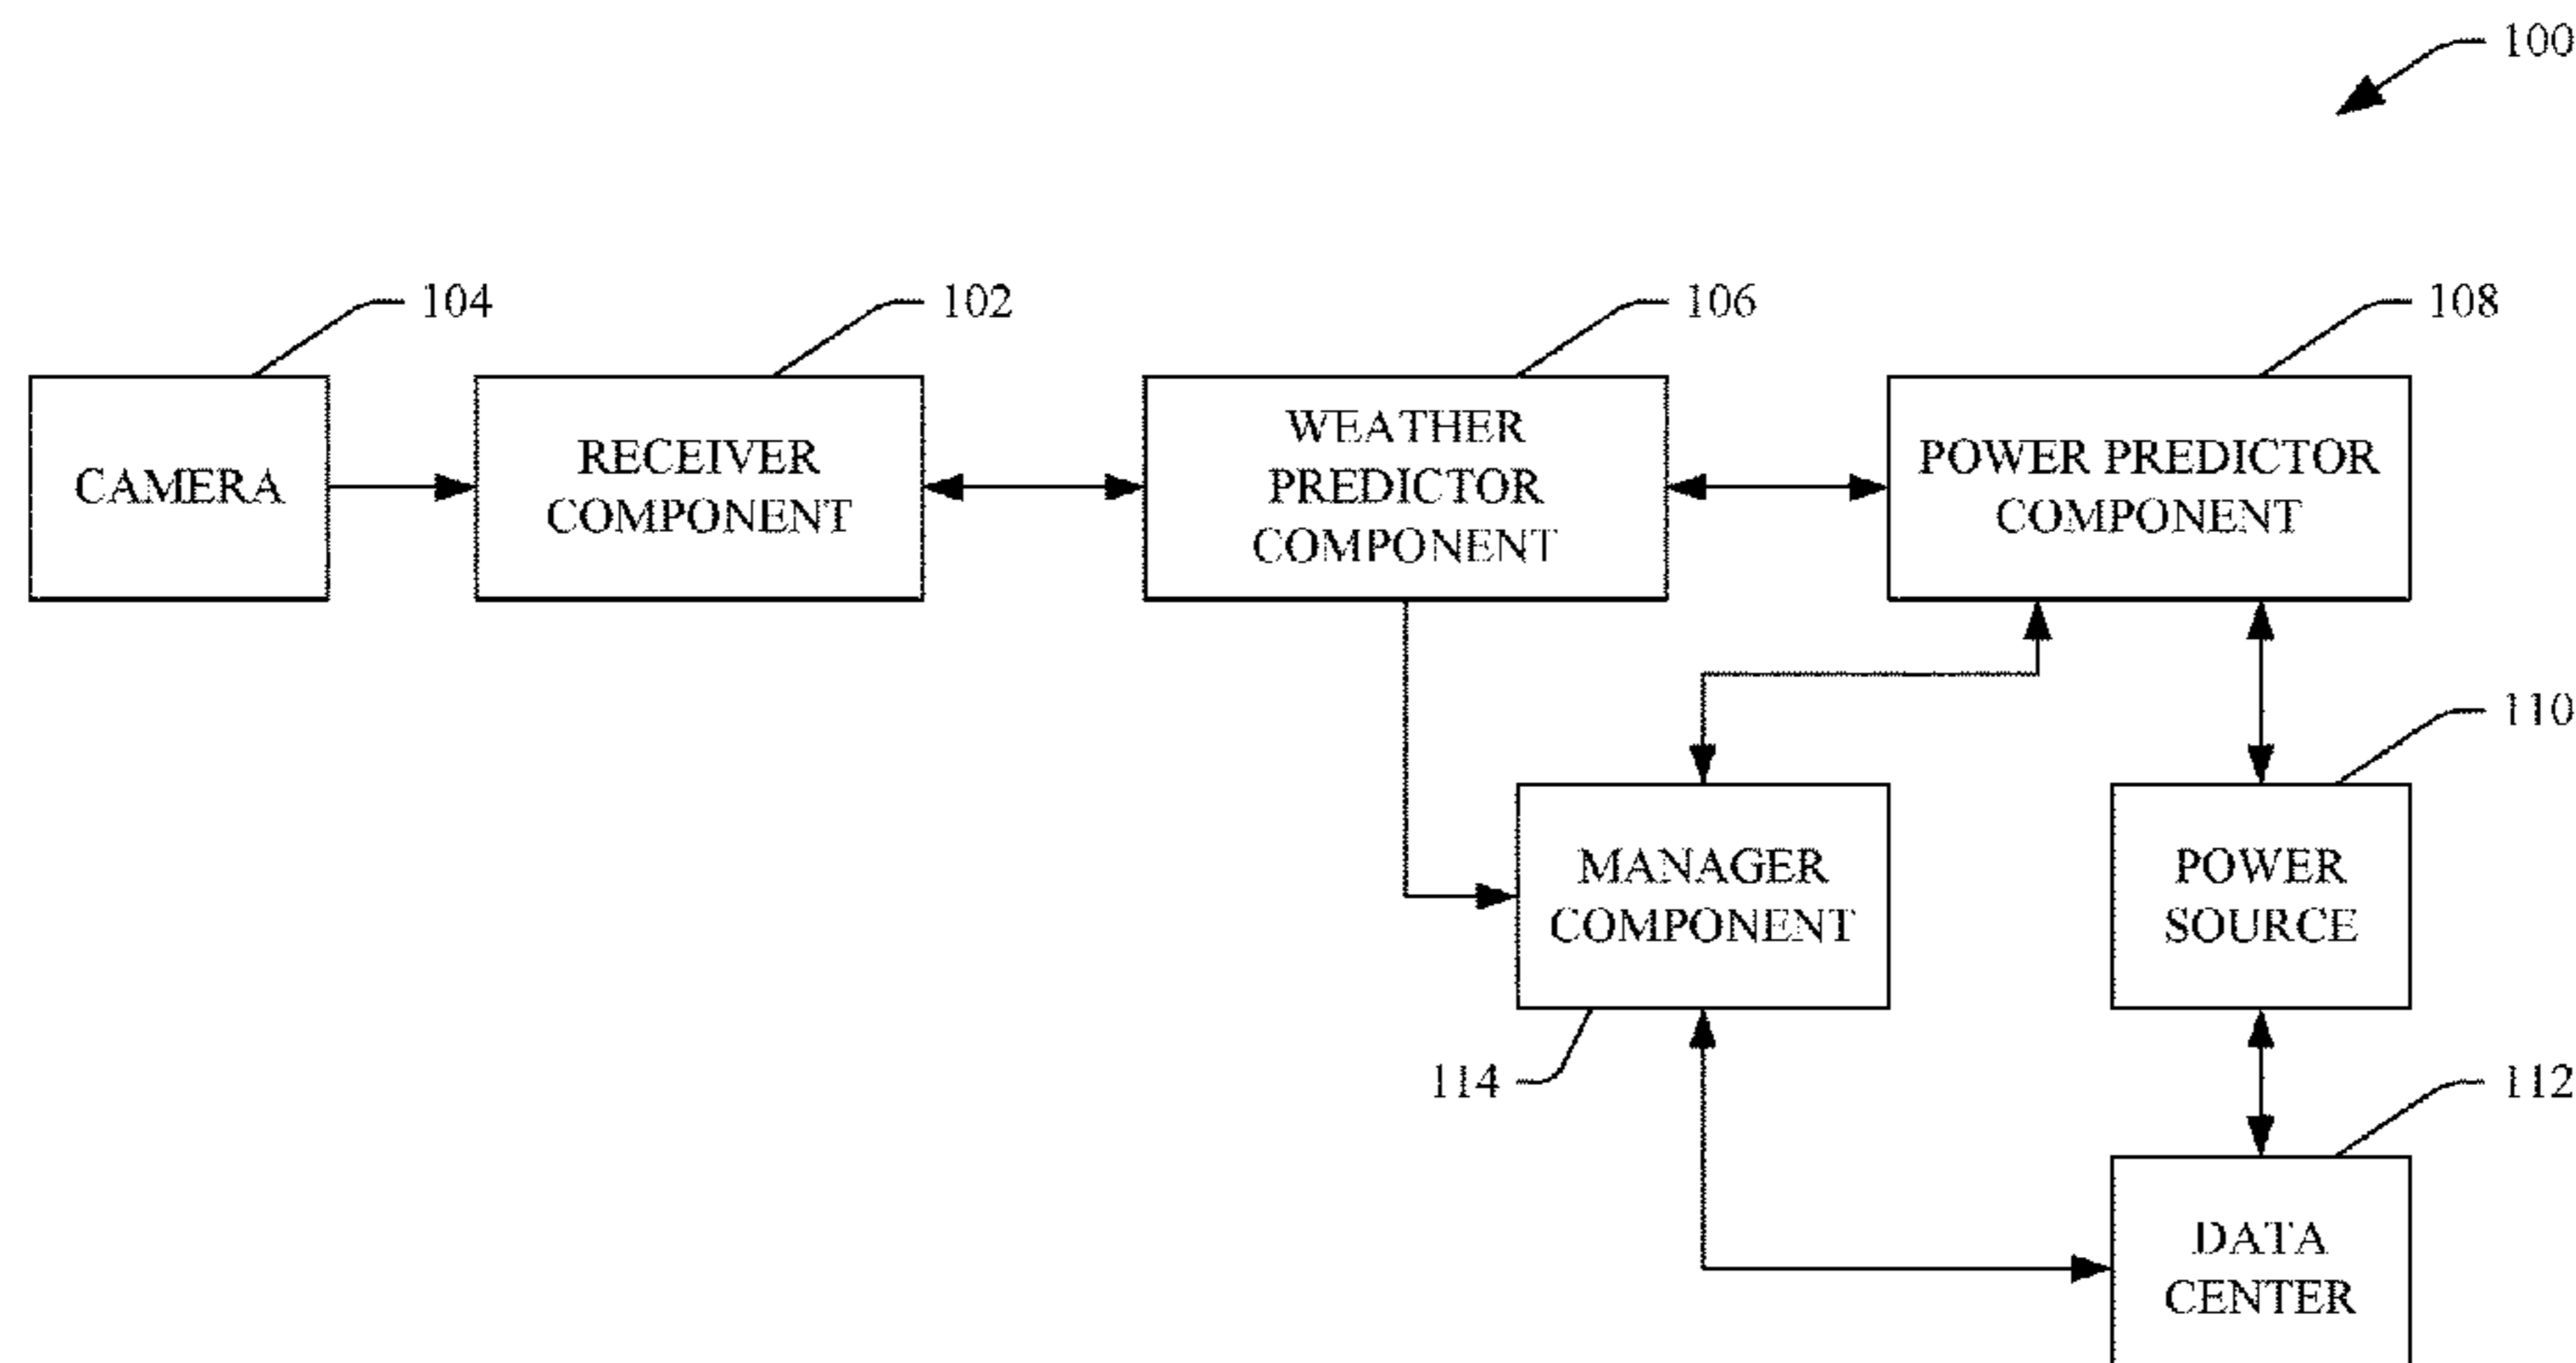 100
104
102
106
108
CAMERA
RECEIVER
COMPONENT
WEATHER
PREDICTOR
COMPONENT
POWER PREDICTOR
COMPONENT
110
MANAGER
COMPONENT
POWER
SOURCE
114
112
DATA
CENTER